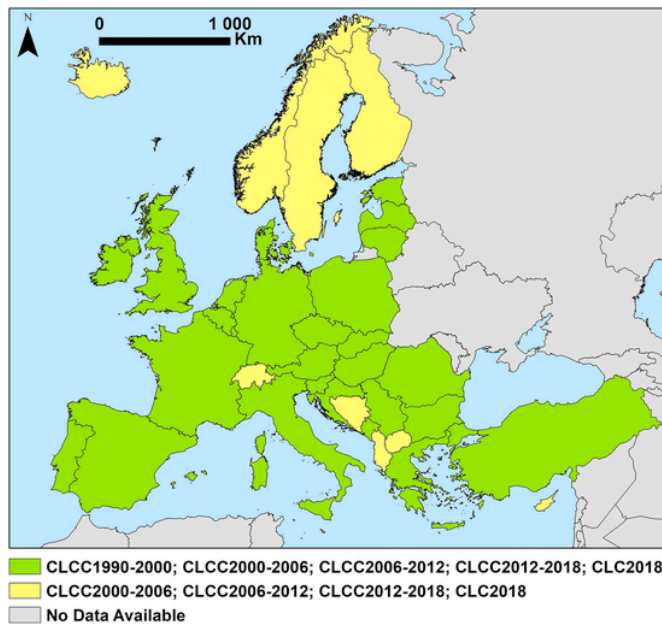 N
0 1 000
Km
CLCC1990-2000; CLCC2000-2006; CLCC2006-2012; CLCC2012-2018; CLC2018
CLCC2000-2006; CLCC2006-2012; CLCC2012-2018; CLC2018
No Data Available